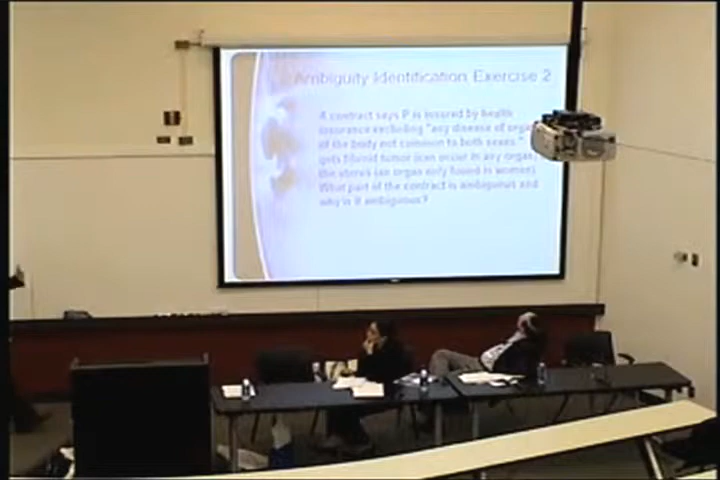 Ambiguity Identification Exercise 2
A contract says P is insured by health
insurance excluding "any disease of
of the body not common to both sexes."
gets fibroid tumor (can occur in any organ)
the uterus (an organ only found in women).
What part of the contract is ambiguous and
why is it ambiguous?